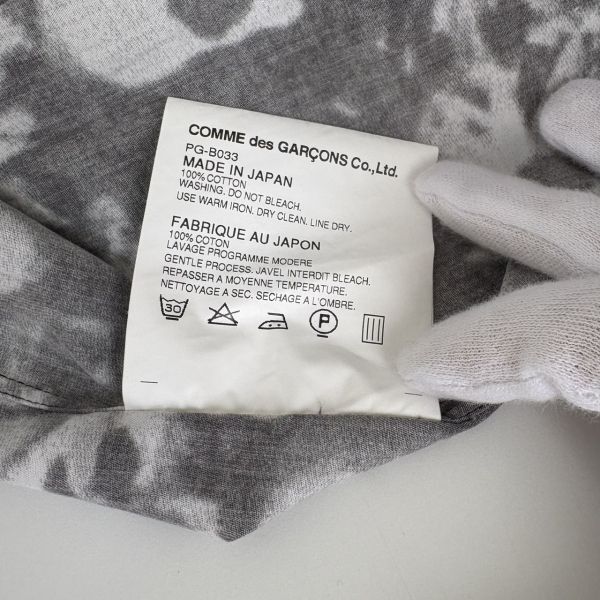 COMME des GARÇONS Co.,Ltd.
PG-B033
MADE IN JAPAN
100% COTTON
WASHING. DO NOT BLEACH.
USE WARM IRON. DRY CLEAN. LINE DRY.
FABRIQUE AU JAPON
100% COTON
LAVAGE PROGRAMME MODERE
GENTLE PROCESS. JAVEL INTERDIT BLEACH.
REPASSER A MOYENNE TEMPERATURE.
NETTOYAGE A SEC. SECHAGE A L'OMBRE.
30 P